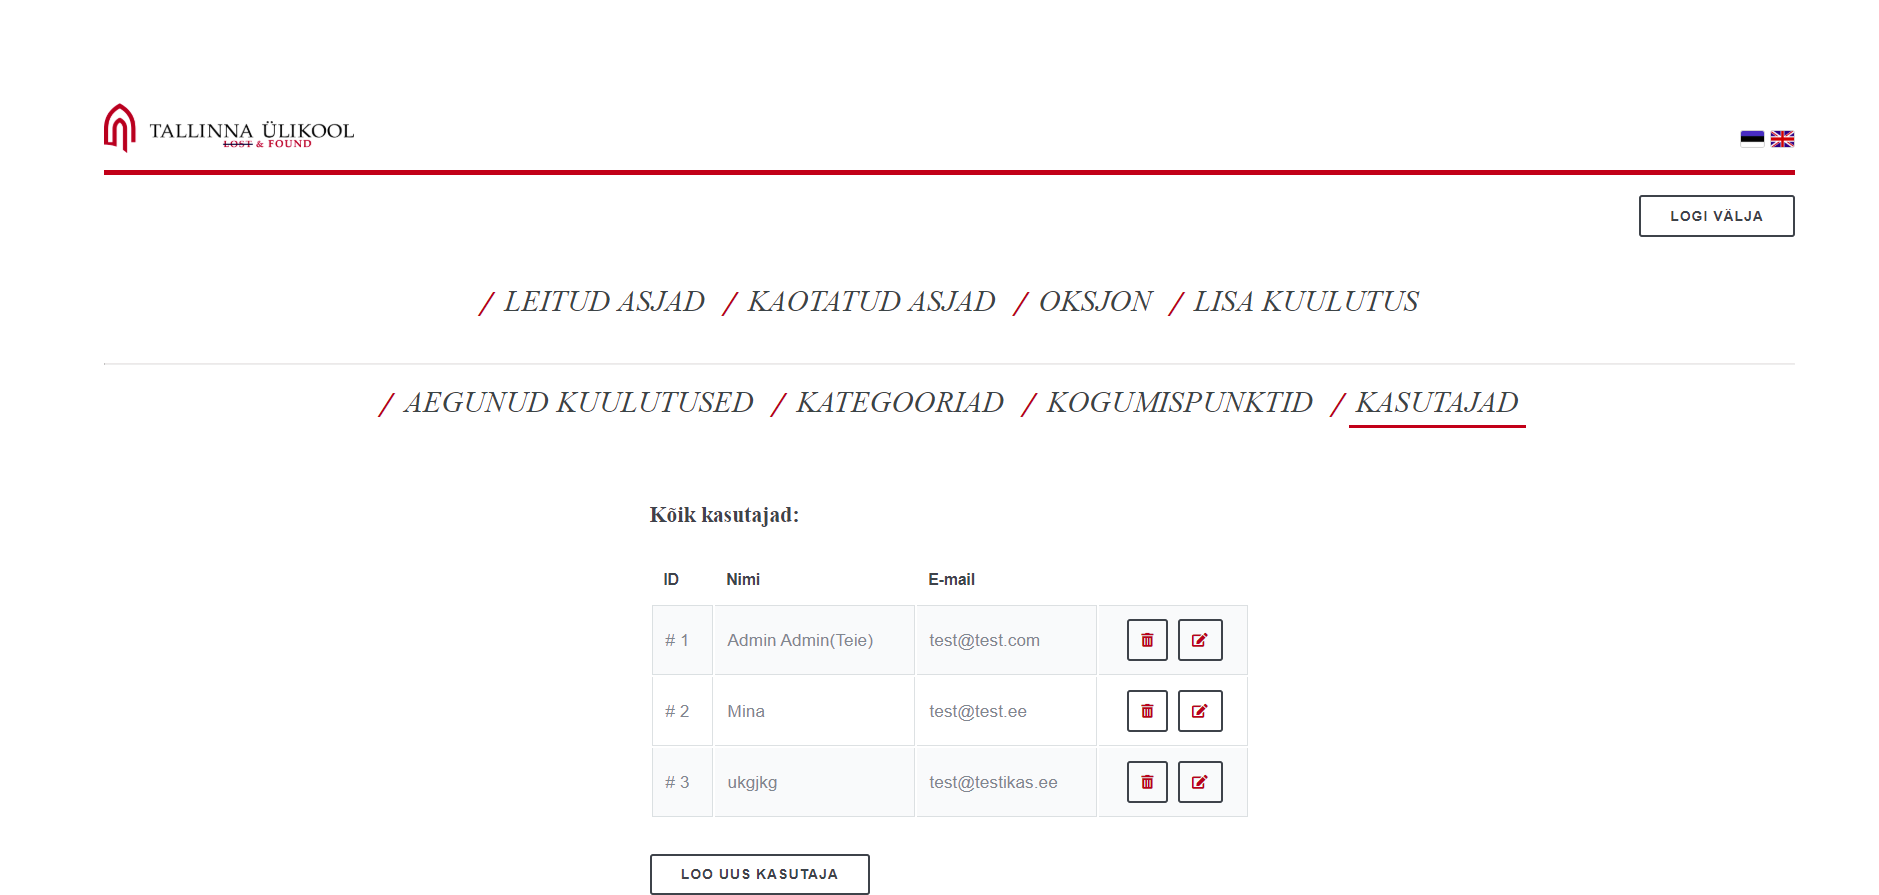 TALLINNA ÜLIKOOL
LOST & FOUND
LOGI VÄLJA
/ LEITUD ASJAD / KAOTATUD ASJAD / OKSJON / LISA KUULUTUS
/ AEGUNUD KUULUTUSED / KATEGOORIAD / KOGUMISPUNKTID / KASUTAJAD
Kõik kasutajad:
ID Nimi E-mail
# 1 Admin Admin(Teie) test@test.com
# 2 Mina test@test.ee
# 3 ukgjkg test@testikas.ee
LOO UUS KASUTAJA